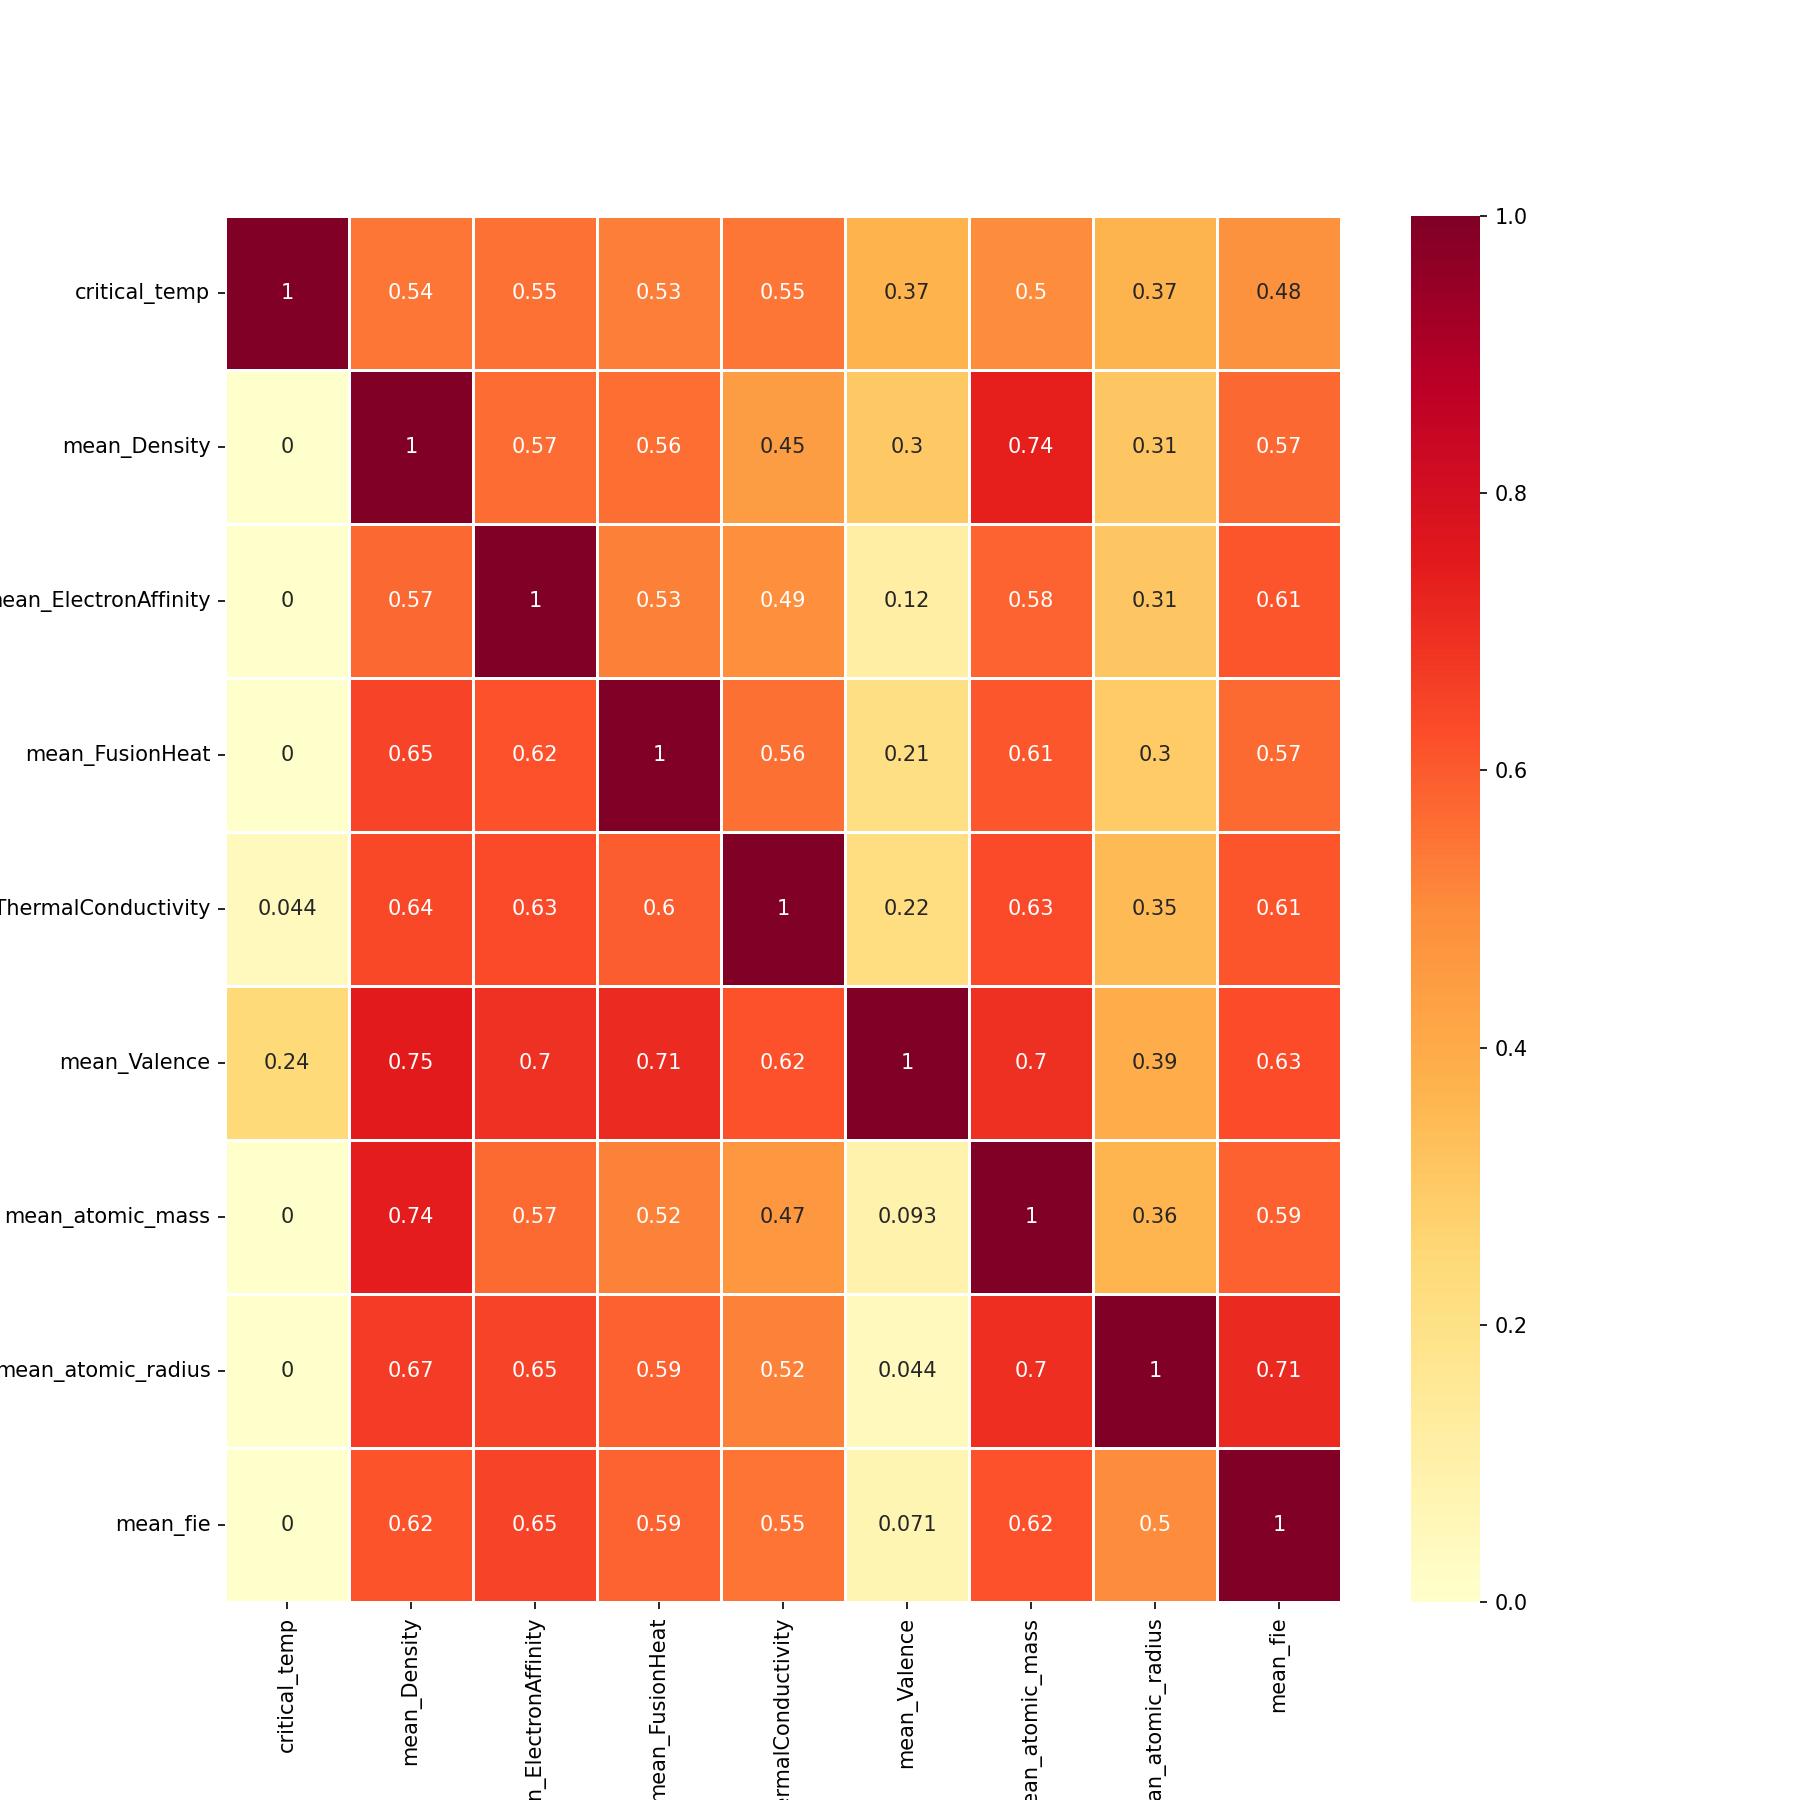 1.0
critical_temp 1 0.54 0.55 0.53 0.55 0.37 0.5 0.37 0.48
mean_Density 0 1 0.57 0.56 0.45 0.3 0.74 0.31 0.57
0.8
ean_ElectronAffinity 0 0.57 1 0.53 0.49 0.12 0.58 0.31 0.61
mean_FusionHeat 0 0.65 0.62 1 0.56 0.21 0.61 0.3 0.57
0.6
ThermalConductivity 0.044 0.64 0.63 0.6 1 0.22 0.63 0.35 0.61
mean_Valence 0.24 0.75 0.7 0.71 0.62 1 0.7 0.39 0.63
0.4
mean_atomic_mass 0 0.74 0.57 0.52 0.47 0.093 1 0.36 0.59
0.2
mean_atomic_radius 0 0.67 0.65 0.59 0.52 0.044 0.7 1 0.71
mean_fie 0 0.62 0.65 0.59 0.55 0.071 0.62 0.5 1
0.0
critical_temp
mean_Density
n_ElectronAffinity
mean_FusionHeat
ermalConductivity
mean_Valence
ean_atomic_mass
an_atomic_radius
mean_fie